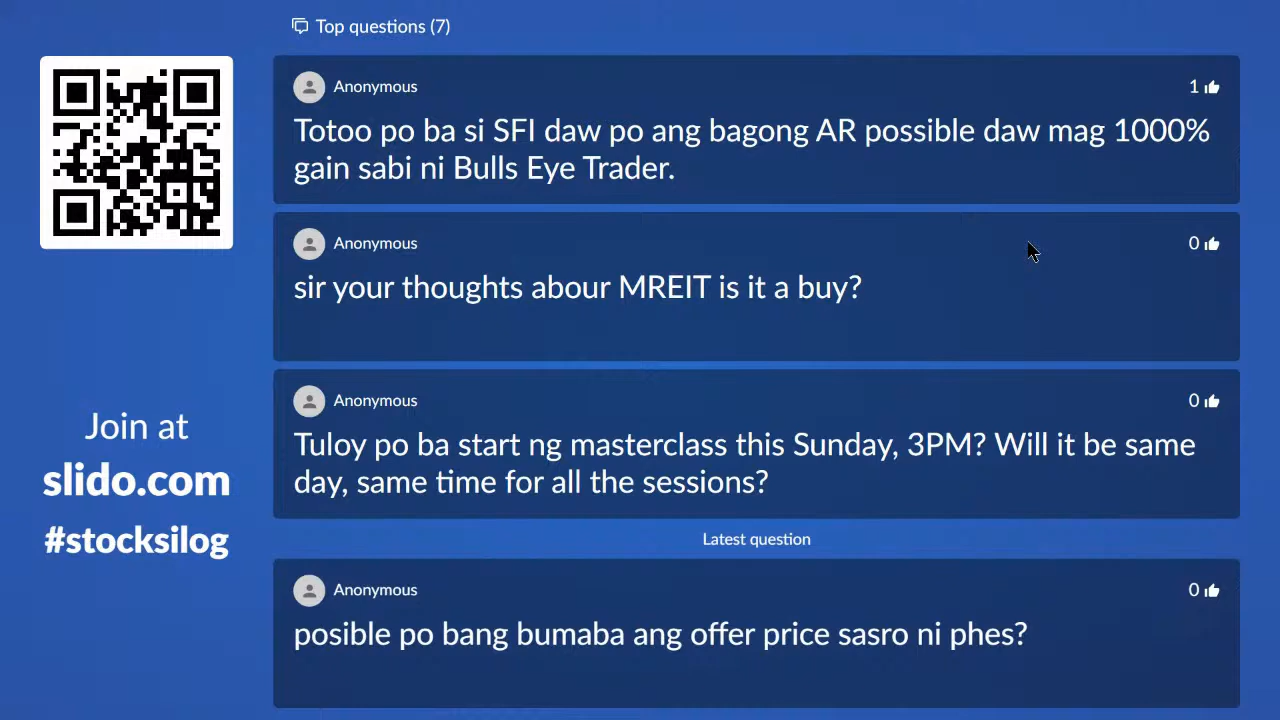 Top questions (7)
Anonymous
1
Totoo po ba si SFI daw po ang bagong AR possible daw mag 1000%
gain sabi ni Bulls Eye Trader.
Anonymous
0
sir your thoughts abour MREIT is it a buy?
Anonymous
0
Tuloy po ba start ng masterclass this Sunday, 3PM? Will it be same
day, same time for all the sessions?
Latest question
Anonymous
0
posible po bang bumaba ang offer price sasro ni phes?
Join at
slido.com
#stocksilog